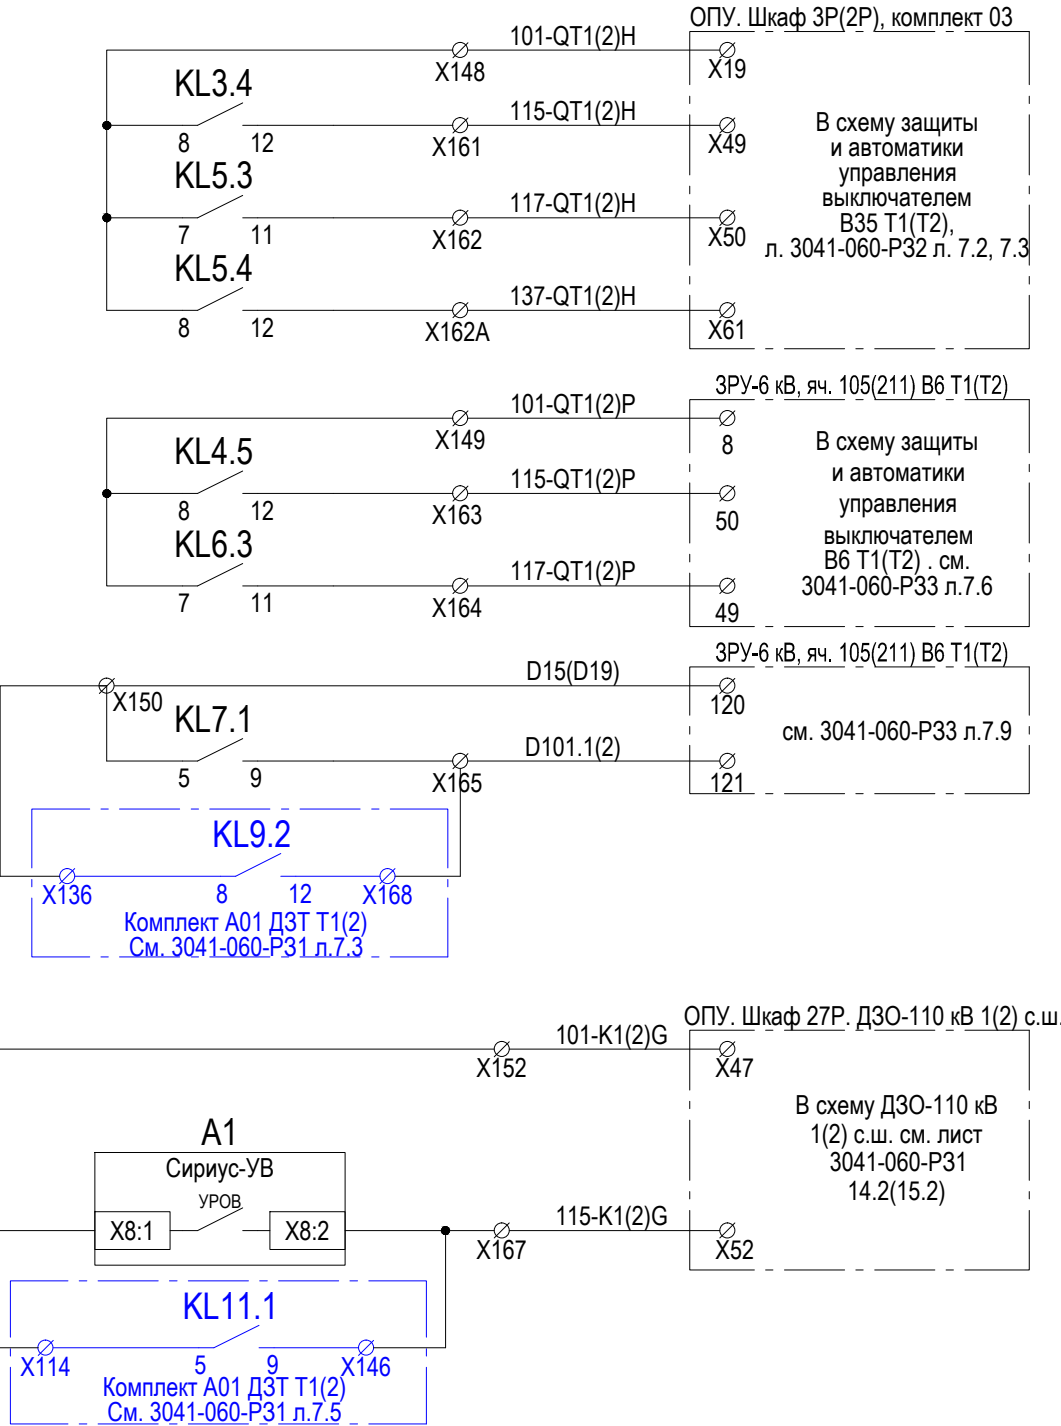 ОПУ. Шкаф 3Р(2Р), комплект 03
101-QT1(2)H
X148
X19
KL3.4
115-QT1(2)H
8 12
X161
X49
В схему защиты
и автоматики
управления
выключателем
В35 Т1(Т2),
л. 3041-060-РЗ2 л. 7.2, 7.3
KL5.3
117-QT1(2)H
7 11
X162
X50
KL5.4
137-QT1(2)H
8 12
X162A
X61
ЗРУ-6 кВ, яч. 105(211) В6 Т1(Т2)
101-QT1(2)P
X149
8
KL4.5
115-QT1(2)P
8 12
X163
50
В схему защиты
и автоматики
управления
выключателем
В6 Т1(Т2) . см.
3041-060-РЗ3 л.7.6
KL6.3
117-QT1(2)P
7 11
X164
49
ЗРУ-6 кВ, яч. 105(211) В6 Т1(Т2)
D15(D19)
X150
120
KL7.1
см. 3041-060-РЗ3 л.7.9
D101.1(2)
5 9
X165
121
KL9.2
X136
8 12
X168
Комплект А01 ДЗТ Т1(2)
См. 3041-060-РЗ1 л.7.3
ОПУ. Шкаф 27Р. ДЗО-110 кВ 1(2) с.ш.
101-K1(2)G
X152
X47
В схему ДЗО-110 кВ
1(2) с.ш. см. лист
3041-060-РЗ1
14.2(15.2)
A1
Сириус-УВ
УРОВ
X8:1
X8:2
115-K1(2)G
X167
X52
KL11.1
X114
5 9
X146
Комплект А01 ДЗТ Т1(2)
См. 3041-060-РЗ1 л.7.5